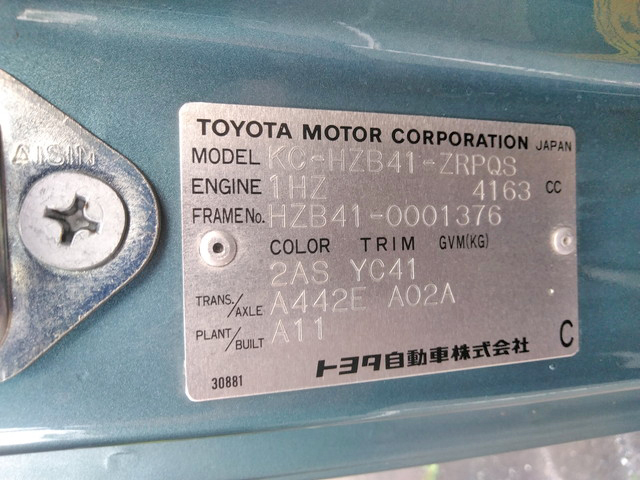 AISIN
TOYOTA MOTOR CORPORATION JAPAN
MODEL KC-HZB41-ZRPQS
ENGINE 1HZ 4163 CC
FRAME No. HZB41-0001376
COLOR TRIM GVM(KG)
2AS YC41
TRANS./AXLE A442E A02A
PLANT/BUILT A11
トヨタ自動車株式会社 C
30881